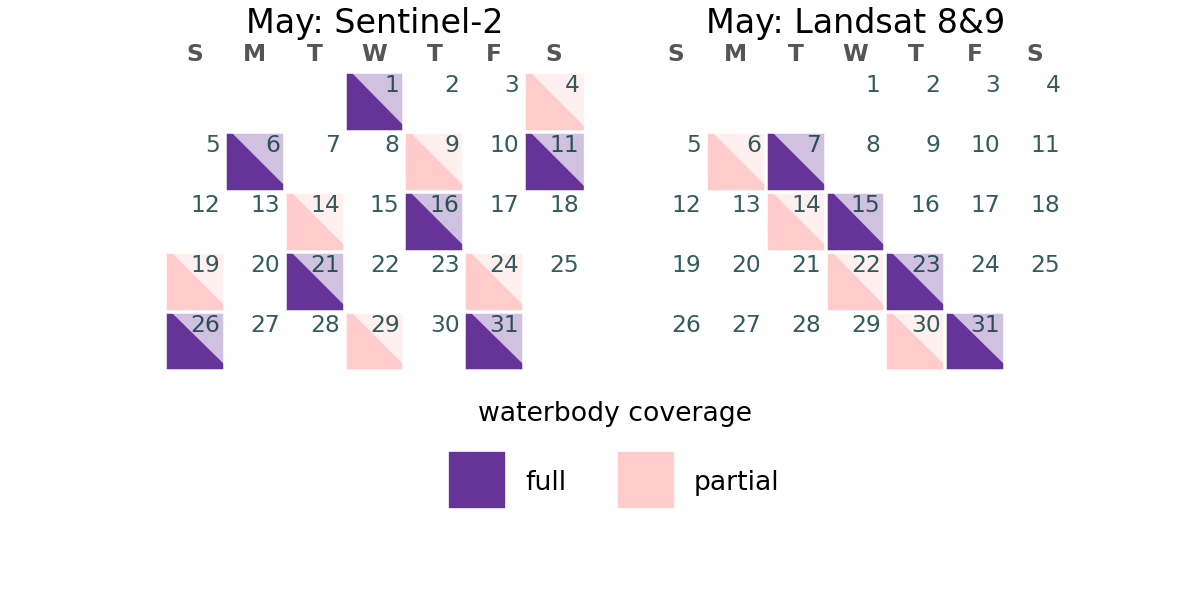 May: Sentinel-2
S M T W T F S
1 2 3 4
5 6 7 8 9 10 11
12 13 14 15 16 17 18
19 20 21 22 23 24 25
26 27 28 29 30 31
May: Landsat 8&9
S M T W T F S
1 2 3 4
5 6 7 8 9 10 11
12 13 14 15 16 17 18
19 20 21 22 23 24 25
26 27 28 29 30 31
waterbody coverage
full partial